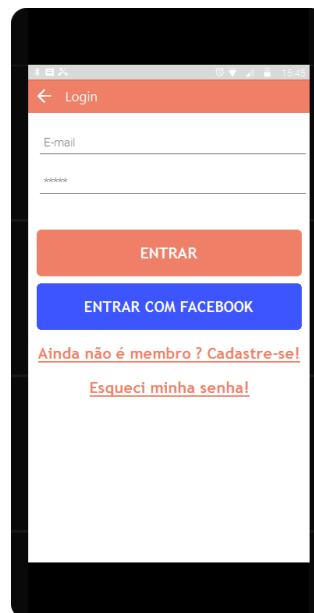 15:45
Login
E-mail
*****
ENTRAR
ENTRAR COM FACEBOOK
Ainda não é membro ? Cadastre-se!
Esqueci minha senha!